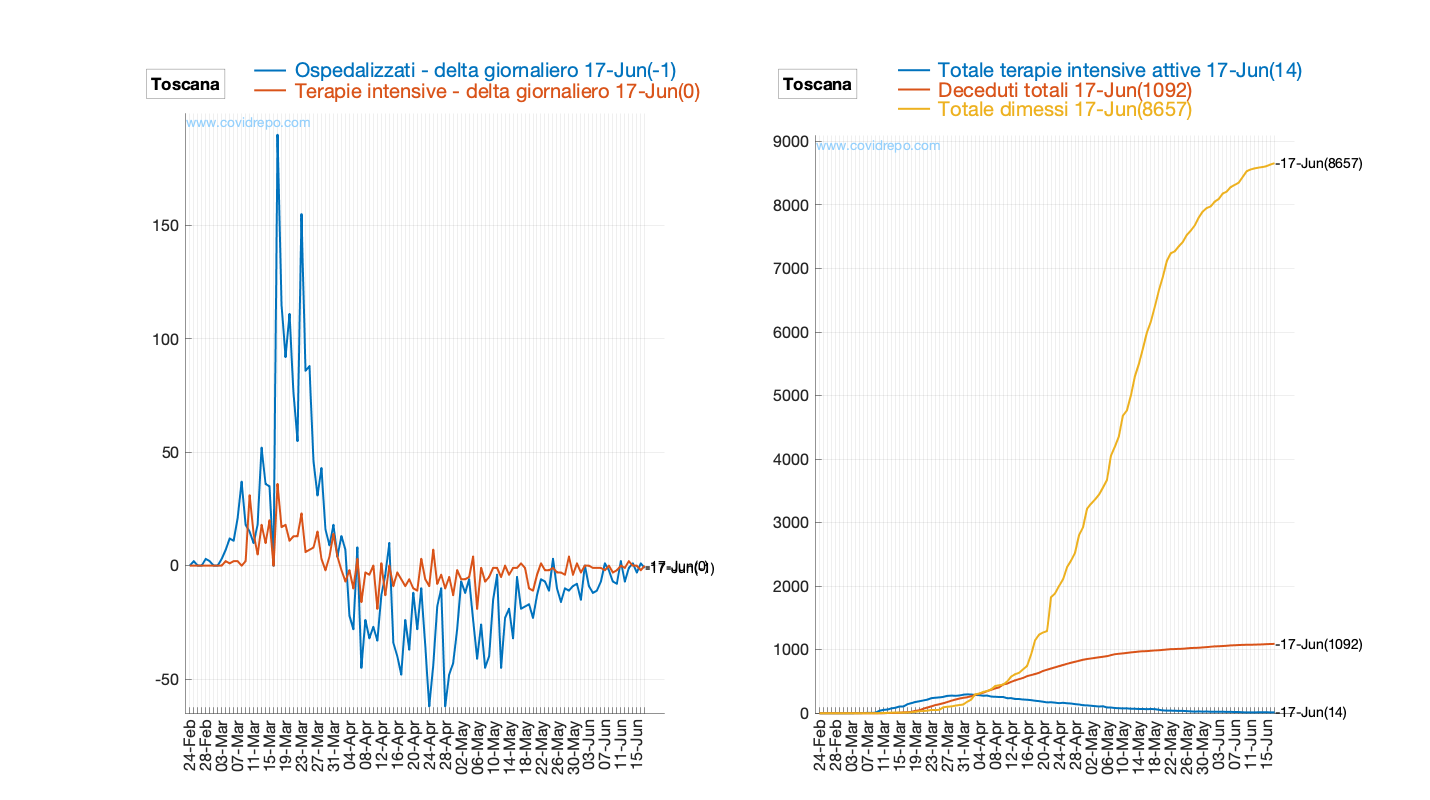 Toscana
Ospedalizzati - delta giornaliero 17-Jun(-1)
Terapie intensive - delta giornaliero 17-Jun(0)
www.covidrepo.com
150
100
50
0
-50
-17-Jun(0)
-17-Jun(-1)
24-Feb
28-Feb
03-Mar
07-Mar
11-Mar
15-Mar
19-Mar
23-Mar
27-Mar
31-Mar
04-Apr
08-Apr
12-Apr
16-Apr
20-Apr
24-Apr
28-Apr
02-May
06-May
10-May
14-May
18-May
22-May
26-May
30-May
03-Jun
07-Jun
11-Jun
15-Jun
Toscana
Totale terapie intensive attive 17-Jun(14)
Deceduti totali 17-Jun(1092)
Totale dimessi 17-Jun(8657)
www.covidrepo.com
9000
8000
7000
6000
5000
4000
3000
2000
1000
0
-17-Jun(8657)
-17-Jun(1092)
-17-Jun(14)
24-Feb
28-Feb
03-Mar
07-Mar
11-Mar
15-Mar
19-Mar
23-Mar
27-Mar
31-Mar
04-Apr
08-Apr
12-Apr
16-Apr
20-Apr
24-Apr
28-Apr
02-May
06-May
10-May
14-May
18-May
22-May
26-May
30-May
03-Jun
07-Jun
11-Jun
15-Jun